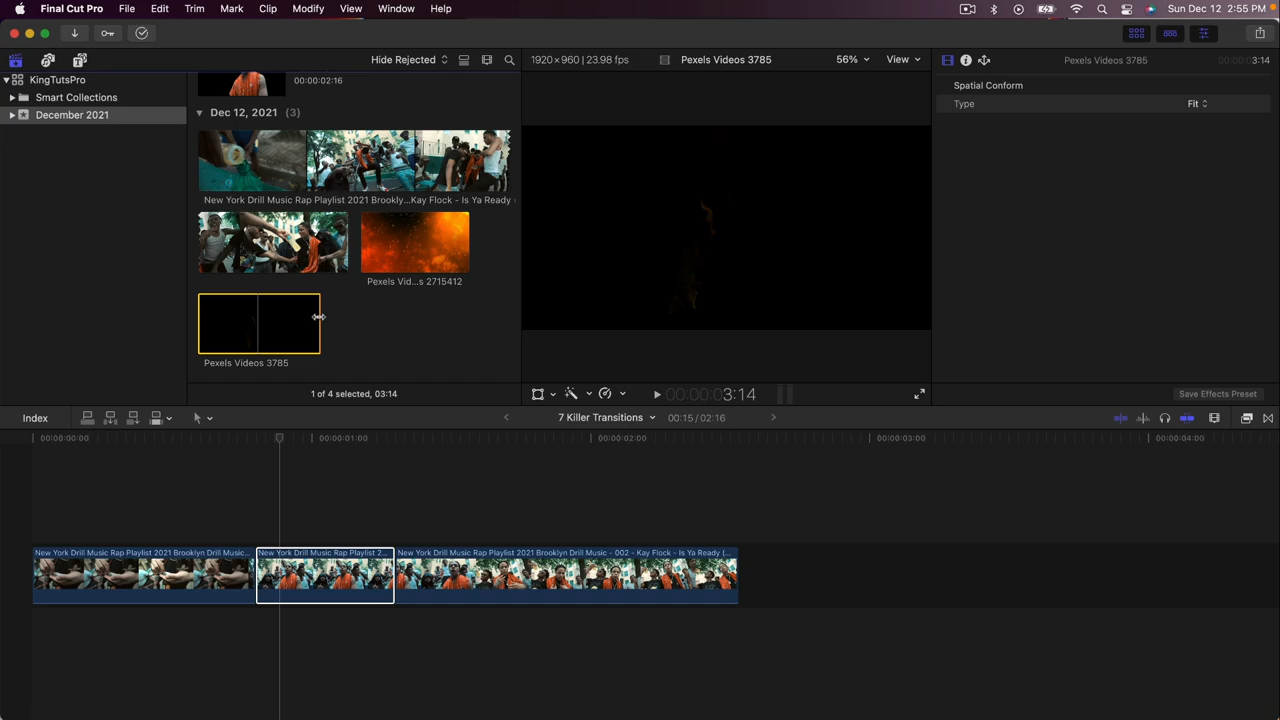 Final Cut Pro File Edit Trim Mark Clip Modify View Window Help Sun Dec 12 2:55 PM
Hide Rejected 1920×960 | 23.98 fps Pexels Videos 3785 56% View Pexels Videos 3785 3:14
KingTutsPro
Smart Collections
December 2021
00:00:02:16
Dec 12, 2021 (3)
New York Drill Music Rap Playlist 2021 Brookly...Kay Flock - Is Ya Ready
Pexels Vid...s 2715412
Pexels Videos 3785
1 of 4 selected, 03:14
Spatial Conform
Type Fit
00:00:03:14
Save Effects Preset
Index 7 Killer Transitions 00:15 / 02:16
00:00:00:00 00:00:01:00 00:00:02:00 00:00:03:00 00:00:04:00
New York Drill Music Rap Playlist 2021 Brooklyn Drill Music... New York Drill Music Rap Playlist 2... New York Drill Music Rap Playlist 2021 Brooklyn Drill Music - 002 - Kay Flock - Is Ya Ready (...